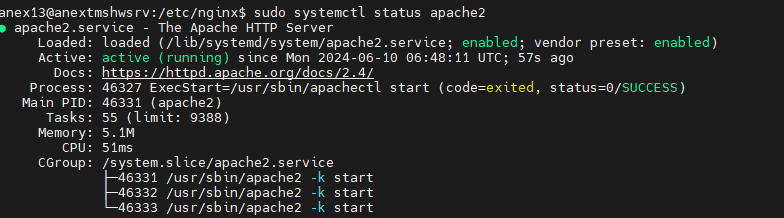 anex13@anextmshwsrv:/etc/nginx$ sudo systemctl status apache2
● apache2.service - The Apache HTTP Server
     Loaded: loaded (/lib/systemd/system/apache2.service; enabled; vendor preset: enabled)
     Active: active (running) since Mon 2024-06-10 06:48:11 UTC; 57s ago
       Docs: https://httpd.apache.org/docs/2.4/
    Process: 46327 ExecStart=/usr/sbin/apachectl start (code=exited, status=0/SUCCESS)
   Main PID: 46331 (apache2)
      Tasks: 55 (limit: 9388)
     Memory: 5.1M
        CPU: 51ms
     CGroup: /system.slice/apache2.service
             ├─46331 /usr/sbin/apache2 -k start
             ├─46332 /usr/sbin/apache2 -k start
             └─46333 /usr/sbin/apache2 -k start